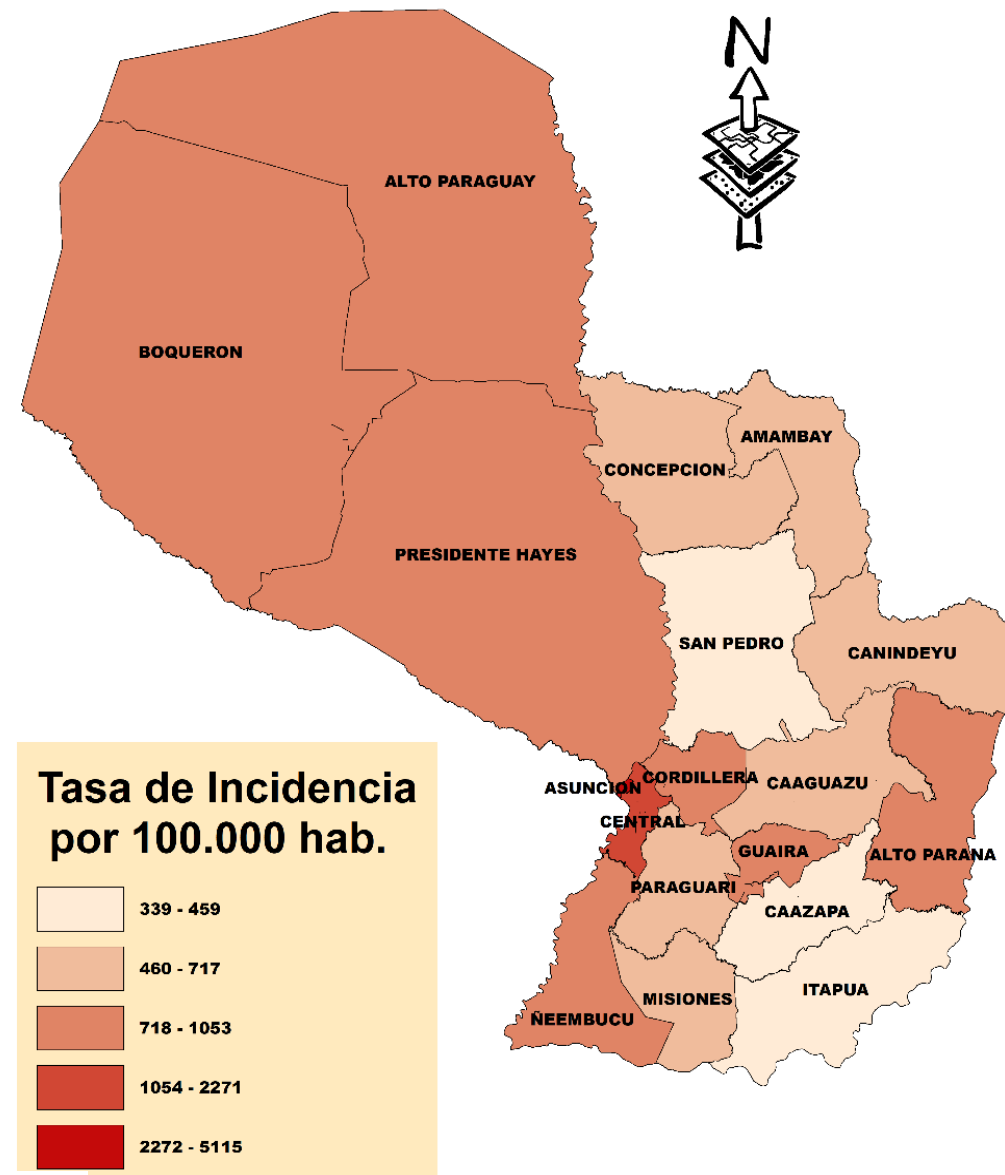 N
ALTO PARAGUAY
BOQUERON
AMAMBAY
CONCEPCION
PRESIDENTE HAYES
SAN PEDRO
CANINDEYU
ASUNCION
CORDILLERA
CAAGUAZU
CENTRAL
GUAIRA
ALTO PARANA
PARAGUARI
CAAZAPA
ITAPUA
MISIONES
ÑEEMBUCU
Tasa de Incidencia
por 100.000 hab.
339 - 459
460 - 717
718 - 1053
1054 - 2271
2272 - 5115